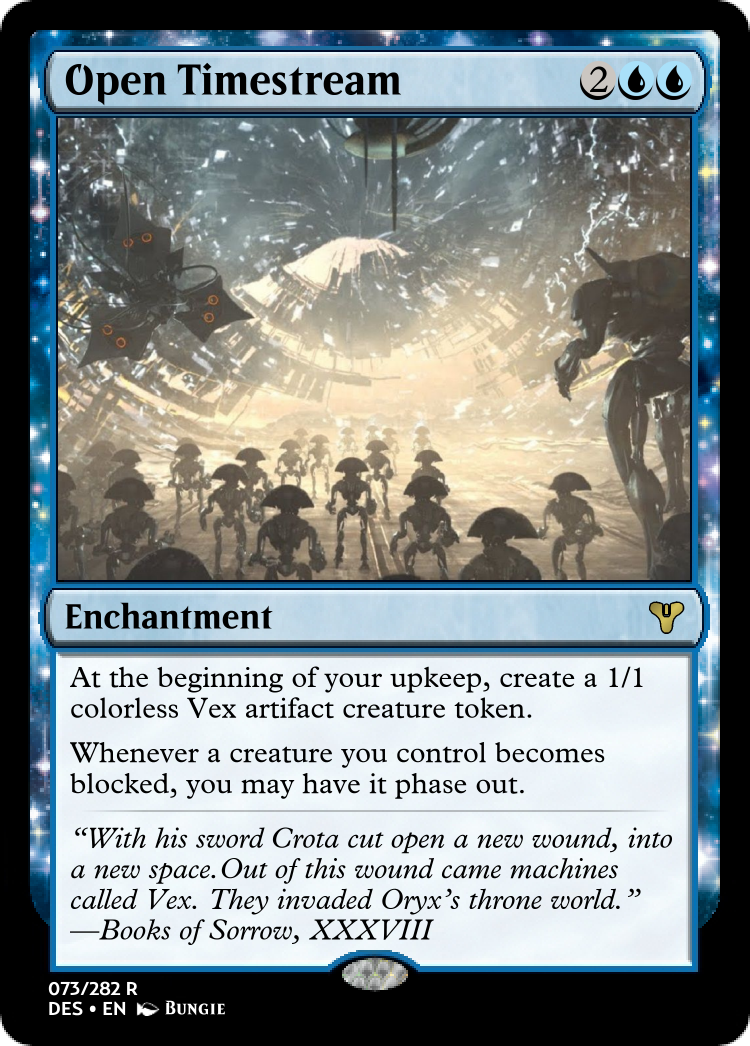 Open Timestream
2
Enchantment
At the beginning of your upkeep, create a 1/1
colorless Vex artifact creature token.
Whenever a creature you control becomes
blocked, you may have it phase out.
“With his sword Crota cut open a new wound, into
a new space.Out of this wound came machines
called Vex. They invaded Oryx’s throne world.”
—Books of Sorrow, XXXVIII
073/282 R
DES • EN Bungie